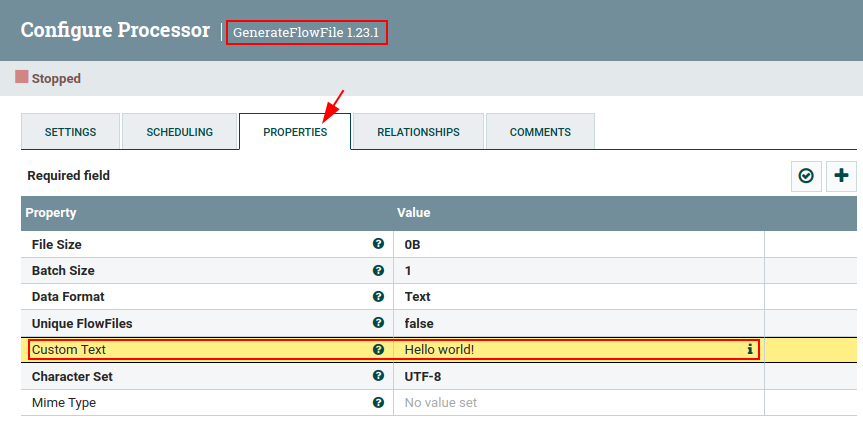 Configure Processor | GenerateFlowFile 1.23.1
Stopped
SETTINGS SCHEDULING PROPERTIES RELATIONSHIPS COMMENTS
Required field
Property Value
File Size 0B
Batch Size 1
Data Format Text
Unique FlowFiles false
Custom Text Hello world!
Character Set UTF-8
Mime Type No value set